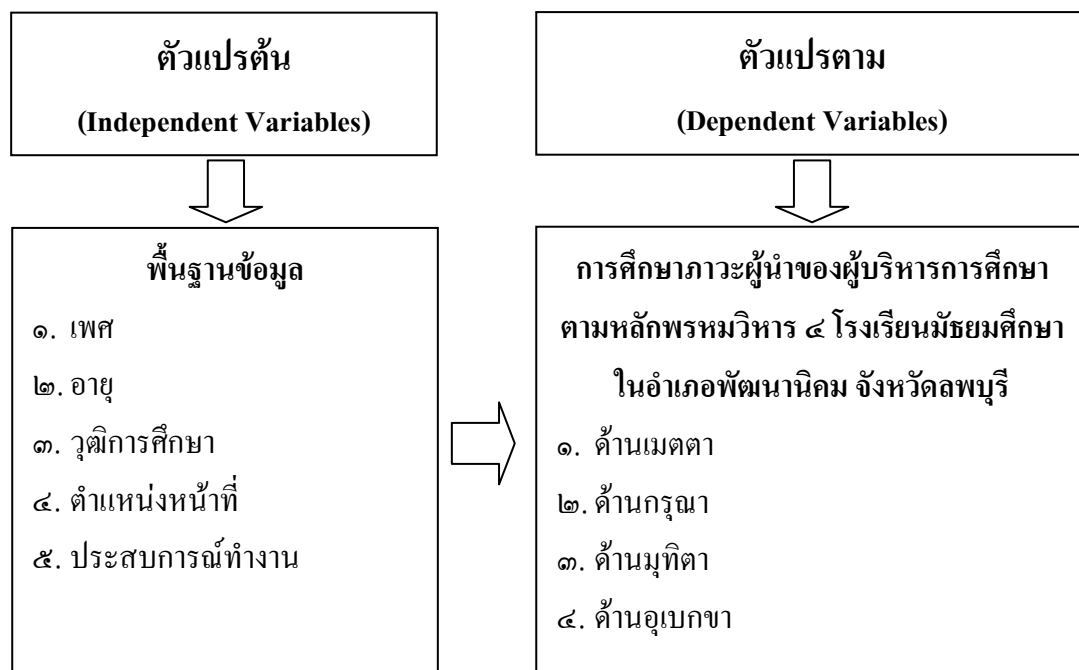 ตัวแปรต้น
(Independent Variables)
พื้นฐานข้อมูล
๑. เพศ
๒. อายุ
๓. วุฒิการศึกษา
๔. ตำแหน่งหน้าที่
๕. ประสบการณ์ทำงาน
ตัวแปรตาม
(Dependent Variables)
การศึกษาภาวะผู้นำของผู้บริหารการศึกษา
ตามหลักพรหมวิหาร ๔ โรงเรียนมัธยมศึกษา
ในอำเภอพัฒนานิคม จังหวัดลพบุรี
๑. ด้านเมตตา
๒. ด้านกรุณา
๓. ด้านมุทิตา
๔. ด้านอุเบกขา